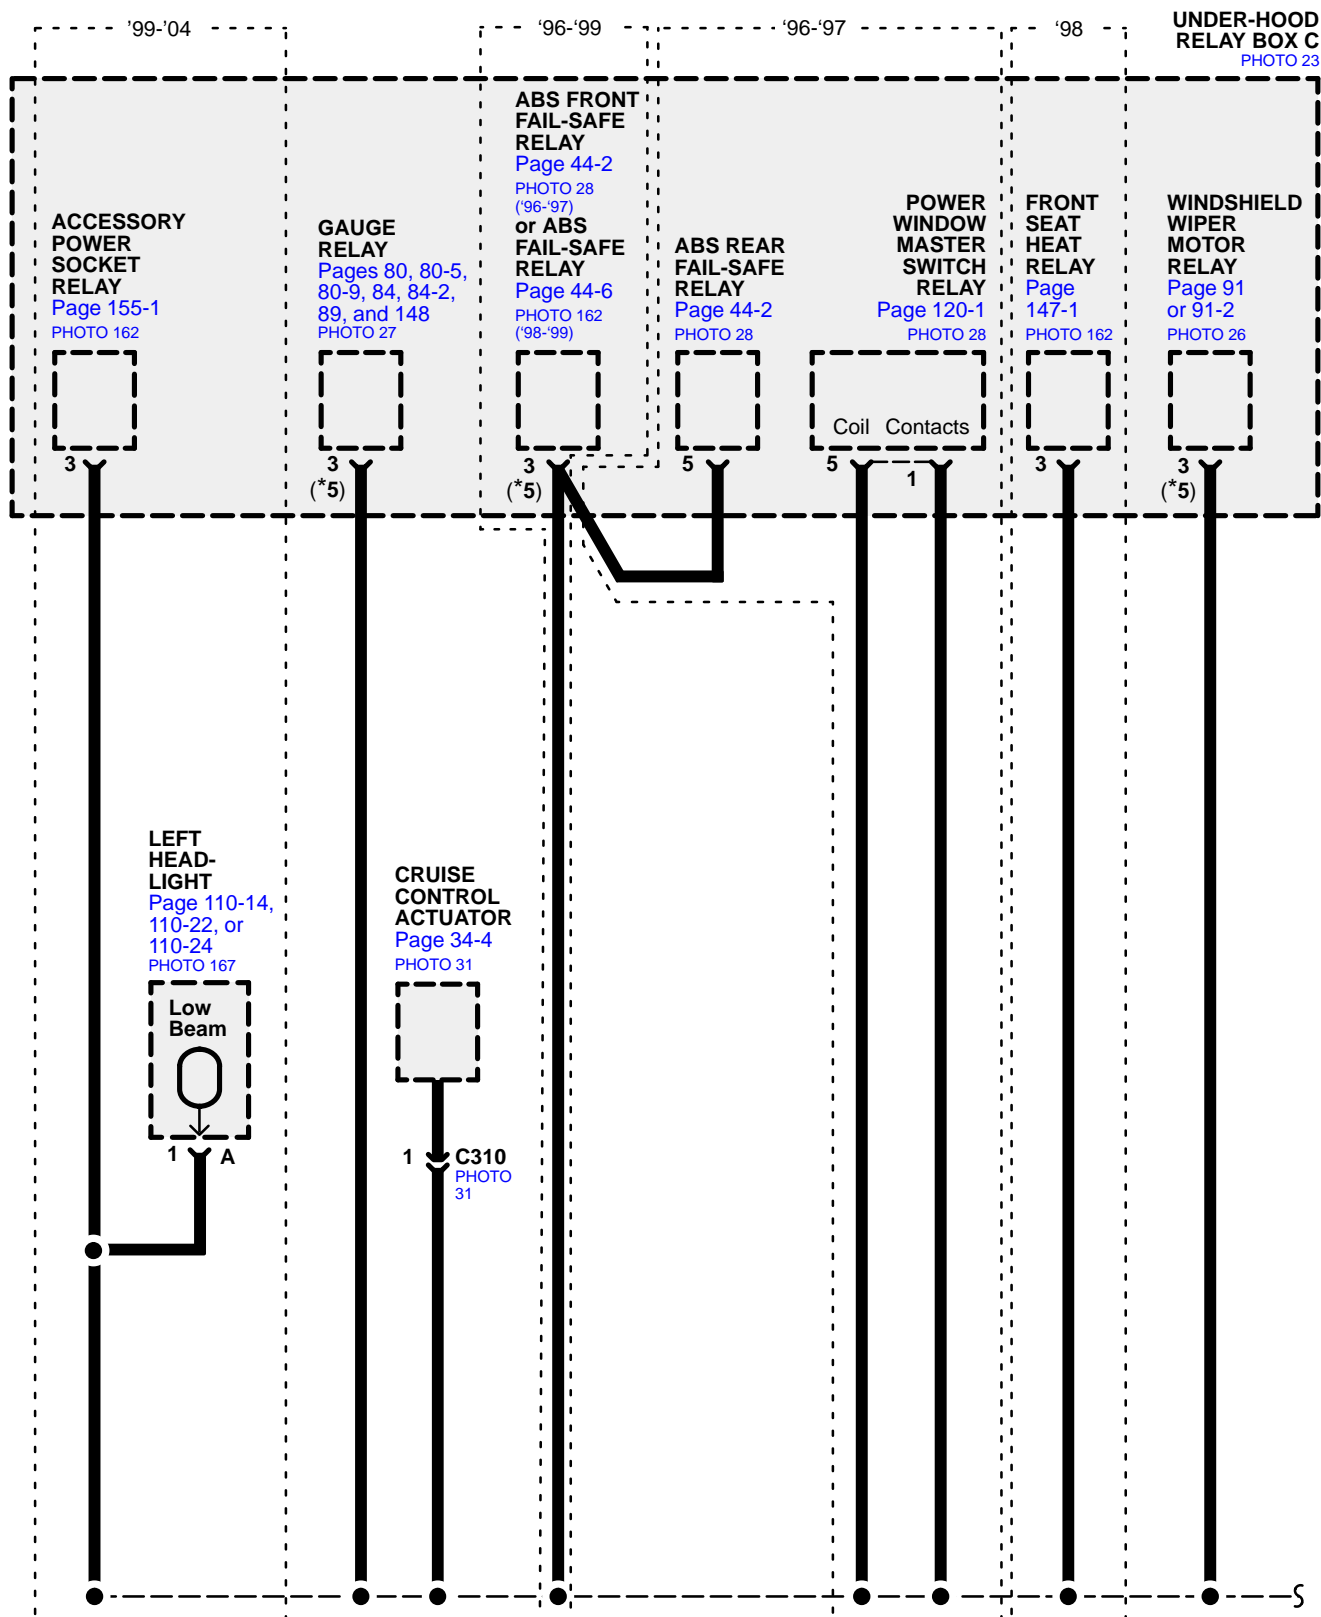 ’99-’04
‘96-‘99
‘96-‘97
‘98
UNDER-HOOD
RELAY BOX C
PHOTO 23
ACCESSORY
POWER
SOCKET
RELAY
Page 155-1
PHOTO 162
GAUGE
RELAY
Pages 80, 80-5,
80-9, 84, 84-2,
89, and 148
PHOTO 27
ABS FRONT
FAIL-SAFE
RELAY
Page 44-2
PHOTO 28
(‘96-‘97)
or ABS
FAIL-SAFE
RELAY
Page 44-6
PHOTO 162
(‘98-‘99)
ABS REAR
FAIL-SAFE
RELAY
Page 44-2
PHOTO 28
POWER
WINDOW
MASTER
SWITCH
RELAY
Page 120-1
PHOTO 28
FRONT
SEAT
HEAT
RELAY
Page
147-1
PHOTO 162
WINDSHIELD
WIPER
MOTOR
RELAY
Page 91
or 91-2
PHOTO 26
Coil Contacts
3
3
(*5)
3
(*5)
5
5
1
3
3
(*5)
LEFT
HEAD-
LIGHT
Page 110-14,
110-22, or
110-24
PHOTO 167
Low
Beam
1 A
CRUISE
CONTROL
ACTUATOR
Page 34-4
PHOTO 31
1 C310
PHOTO
31